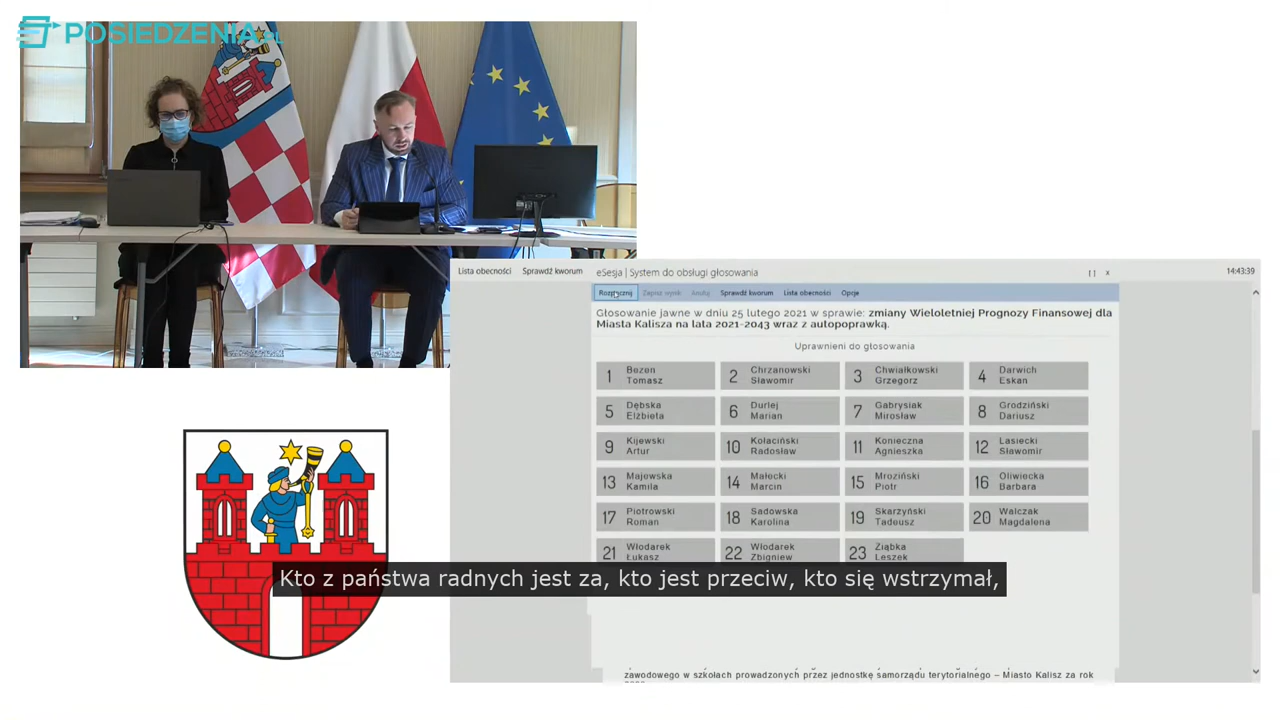 POSIEDZENIA.PL
Lista obecności Sprawdź kworum
eSesja | System do obsługi głosowania
14:43:39
Rozpocznij Zapisz wynik Anuluj Sprawdź kworum Lista obecności Opcje
Głosowanie jawne w dniu 25 lutego 2021 w sprawie: zmiany Wieloletniej Prognozy Finansowej dla
Miasta Kalisza na lata 2021-2043 wraz z autopoprawką.
Uprawnieni do głosowania
1 Bezen Tomasz
2 Chrzanowski Sławomir
3 Chwiałkowski Grzegorz
4 Darwich Eskan
5 Dębska Elżbieta
6 Durlej Marian
7 Gabrysiak Mirosław
8 Grodziński Dariusz
9 Kijewski Artur
10 Kołaciński Radosław
11 Konieczna Agnieszka
12 Lasiecki Sławomir
13 Majewska Kamila
14 Małecki Marcin
15 Mroziński Piotr
16 Oliwiecka Barbara
17 Piotrowski Roman
18 Sadowska Karolina
19 Skarżyński Tadeusz
20 Walczak Magdalena
21 Włodarek Łukasz
22 Włodarek Zbigniew
23 Ziąbka Leszek
Kto z państwa radnych jest za, kto jest przeciw, kto się wstrzymał,
zawodowego w szkołach prowadzonych przez jednostkę samorządu terytorialnego – Miasto Kalisz za rok